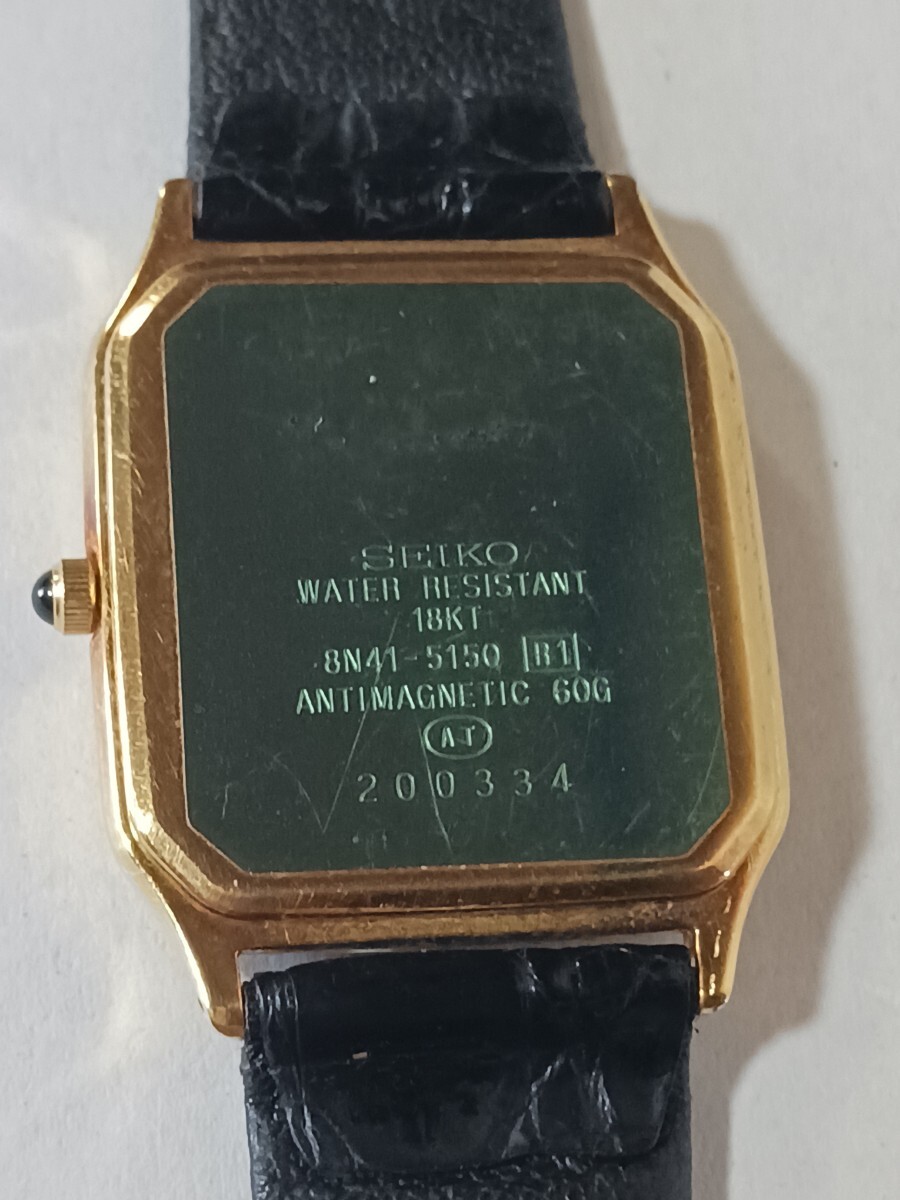 SEIKO
WATER RESISTANT
18KT
8N41-5150 B1
ANTIMAGNETIC 60G
AT
200334